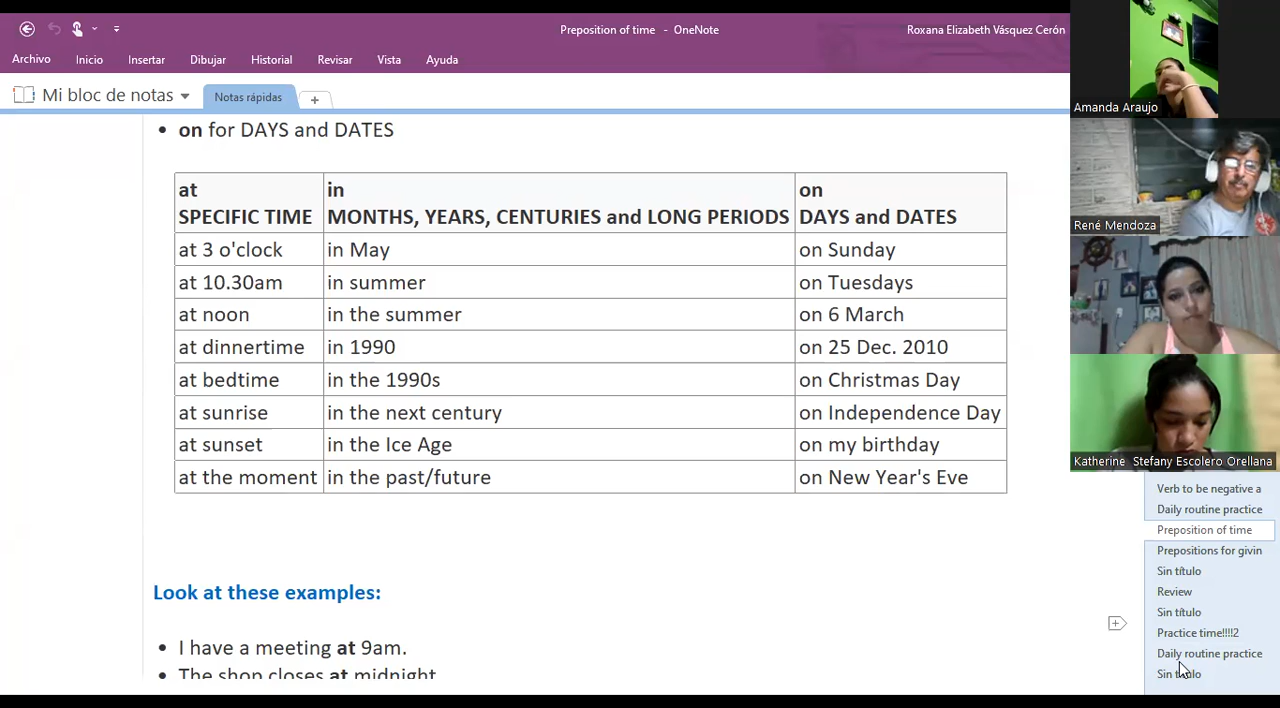 Preposition of time - OneNote
Roxana Elizabeth Vásquez Cerón
Archivo Inicio Insertar Dibujar Historial Revisar Vista Ayuda
Mi bloc de notas
Notas rápidas
• on for DAYS and DATES
at in on
SPECIFIC TIME MONTHS, YEARS, CENTURIES and LONG PERIODS DAYS and DATES
at 3 o'clock in May on Sunday
at 10.30am in summer on Tuesdays
at noon in the summer on 6 March
at dinnertime in 1990 on 25 Dec. 2010
at bedtime in the 1990s on Christmas Day
at sunrise in the next century on Independence Day
at sunset in the Ice Age on my birthday
at the moment in the past/future on New Year's Eve
Look at these examples:
• I have a meeting at 9am.
• The shop closes at midnight
Amanda Araujo
René Mendoza
Katherine Stefany Escolero Orellana
Verb to be negative a
Daily routine practice
Preposition of time
Prepositions for givin
Sin título
Review
Sin título
Practice time!!!!2
Daily routine practice
Sin título